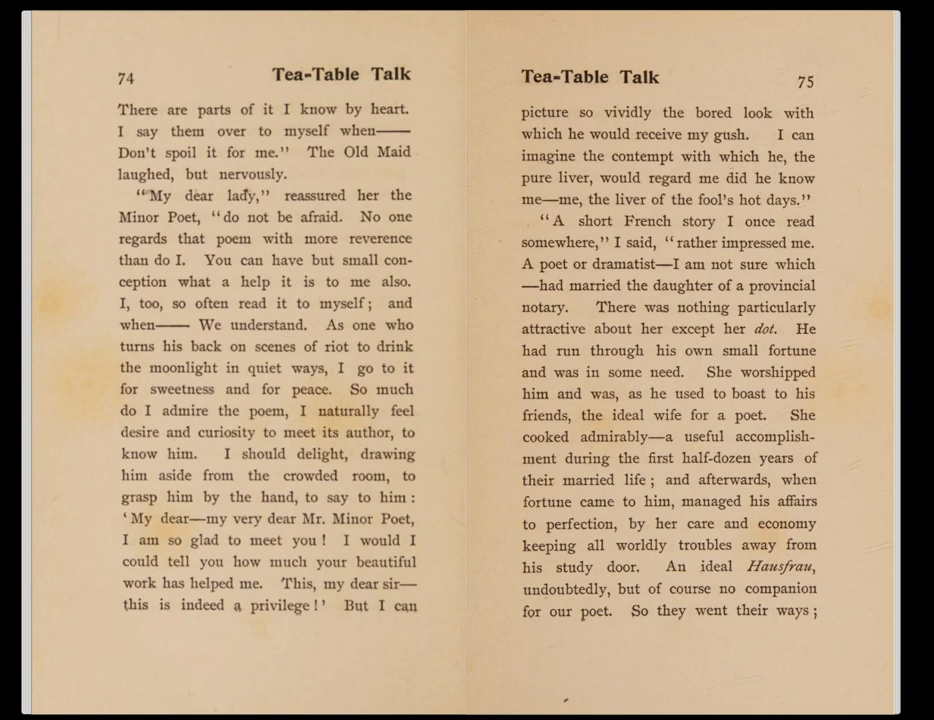 74 Tea-Table Talk
There are parts of it I know by heart.
I say them over to myself when——
Don't spoil it for me." The Old Maid
laughed, but nervously.
"My dear lady," reassured her the
Minor Poet, "do not be afraid. No one
regards that poem with more reverence
than do I. You can have but small con-
ception what a help it is to me also.
I, too, so often read it to myself; and
when—— We understand. As one who
turns his back on scenes of riot to drink
the moonlight in quiet ways, I go to it
for sweetness and for peace. So much
do I admire the poem, I naturally feel
desire and curiosity to meet its author, to
know him. I should delight, drawing
him aside from the crowded room, to
grasp him by the hand, to say to him:
'My dear—my very dear Mr. Minor Poet,
I am so glad to meet you! I would I
could tell you how much your beautiful
work has helped me. This, my dear sir—
this is indeed a privilege!' But I can
Tea-Table Talk 75
picture so vividly the bored look with
which he would receive my gush. I can
imagine the contempt with which he, the
pure liver, would regard me did he know
me—me, the liver of the fool's hot days."
"A short French story I once read
somewhere," I said, "rather impressed me.
A poet or dramatist—I am not sure which
—had married the daughter of a provincial
notary. There was nothing particularly
attractive about her except her dot. He
had run through his own small fortune
and was in some need. She worshipped
him and was, as he used to boast to his
friends, the ideal wife for a poet. She
cooked admirably—a useful accomplish-
ment during the first half-dozen years of
their married life; and afterwards, when
fortune came to him, managed his affairs
to perfection, by her care and economy
keeping all worldly troubles away from
his study door. An ideal Hausfrau,
undoubtedly, but of course no companion
for our poet. So they went their ways;